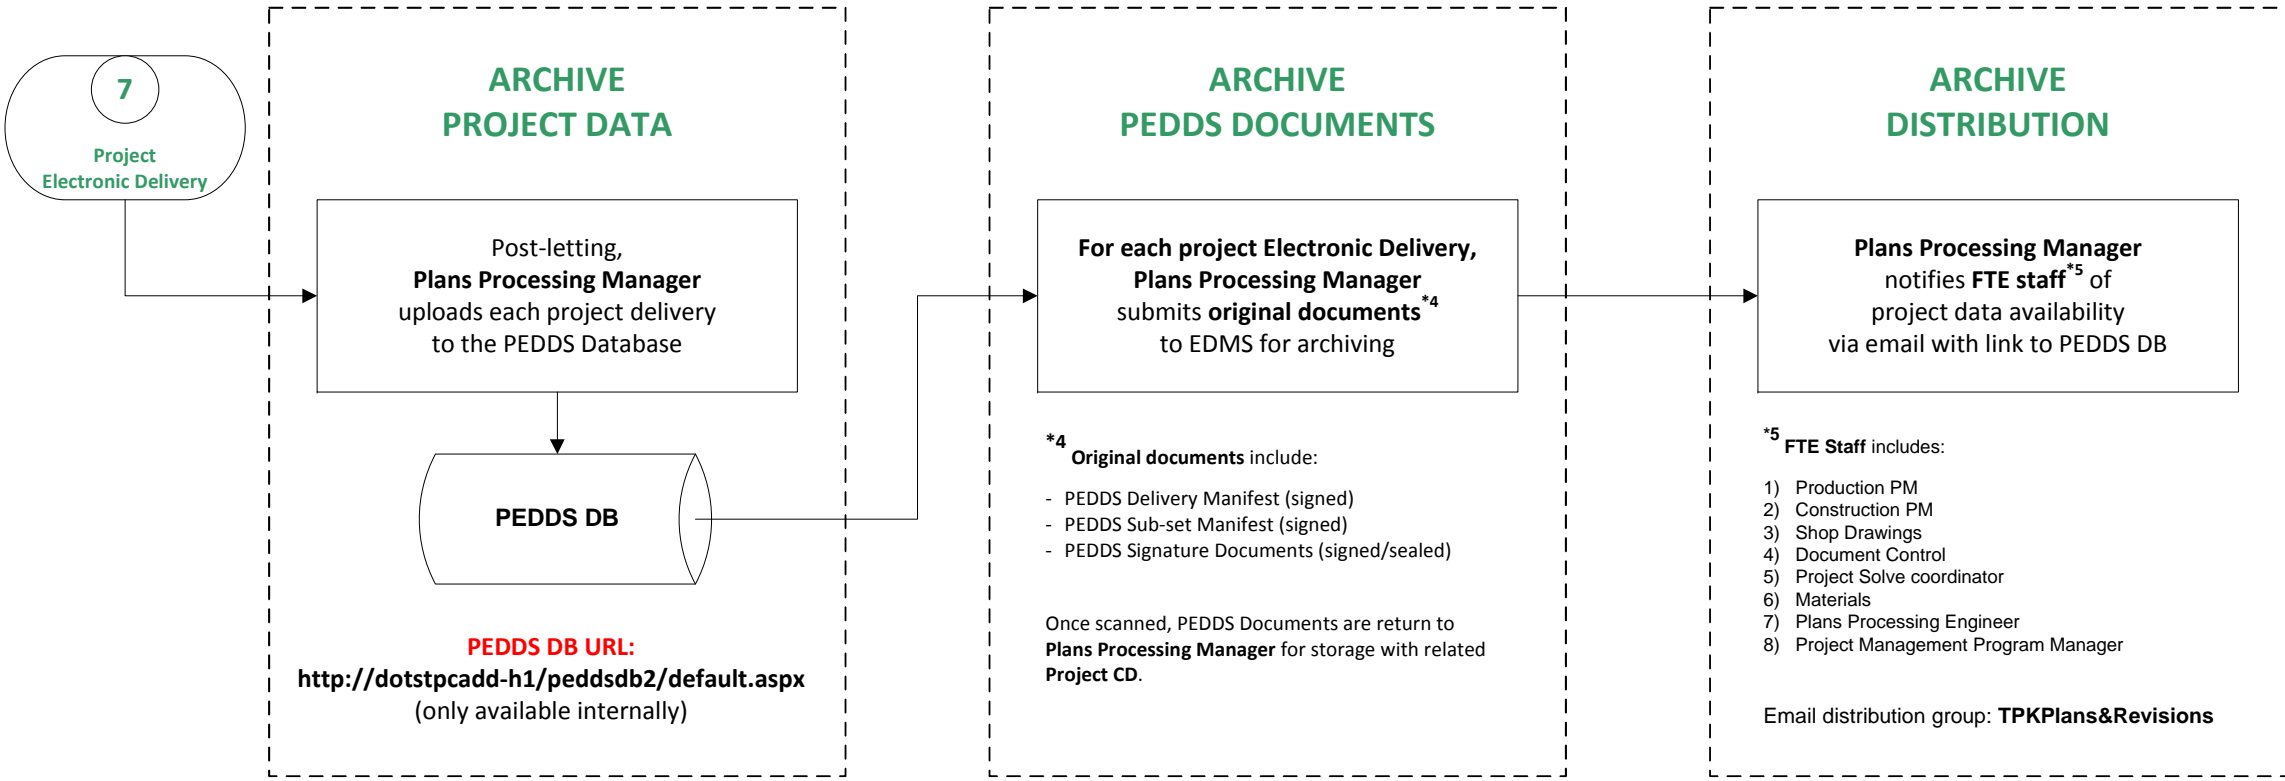 7
Project
Electronic Delivery
ARCHIVE
PROJECT DATA
Post-letting,
Plans Processing Manager
uploads each project delivery
to the PEDDS Database
PEDDS DB
PEDDS DB URL:
http://dotstpcadd-h1/peddsdb2/default.aspx
(only available internally)
ARCHIVE
PEDDS DOCUMENTS
For each project Electronic Delivery,
Plans Processing Manager
submits original documents*4
to EDMS for archiving
*4 Original documents include:
- PEDDS Delivery Manifest (signed)
- PEDDS Sub-set Manifest (signed)
- PEDDS Signature Documents (signed/sealed)
Once scanned, PEDDS Documents are return to
Plans Processing Manager for storage with related
Project CD.
ARCHIVE
DISTRIBUTION
Plans Processing Manager
notifies FTE staff*5 of
project data availability
via email with link to PEDDS DB
*5 FTE Staff includes:
1) Production PM
2) Construction PM
3) Shop Drawings
4) Document Control
5) Project Solve coordinator
6) Materials
7) Plans Processing Engineer
8) Project Management Program Manager
Email distribution group: TPKPlans&Revisions